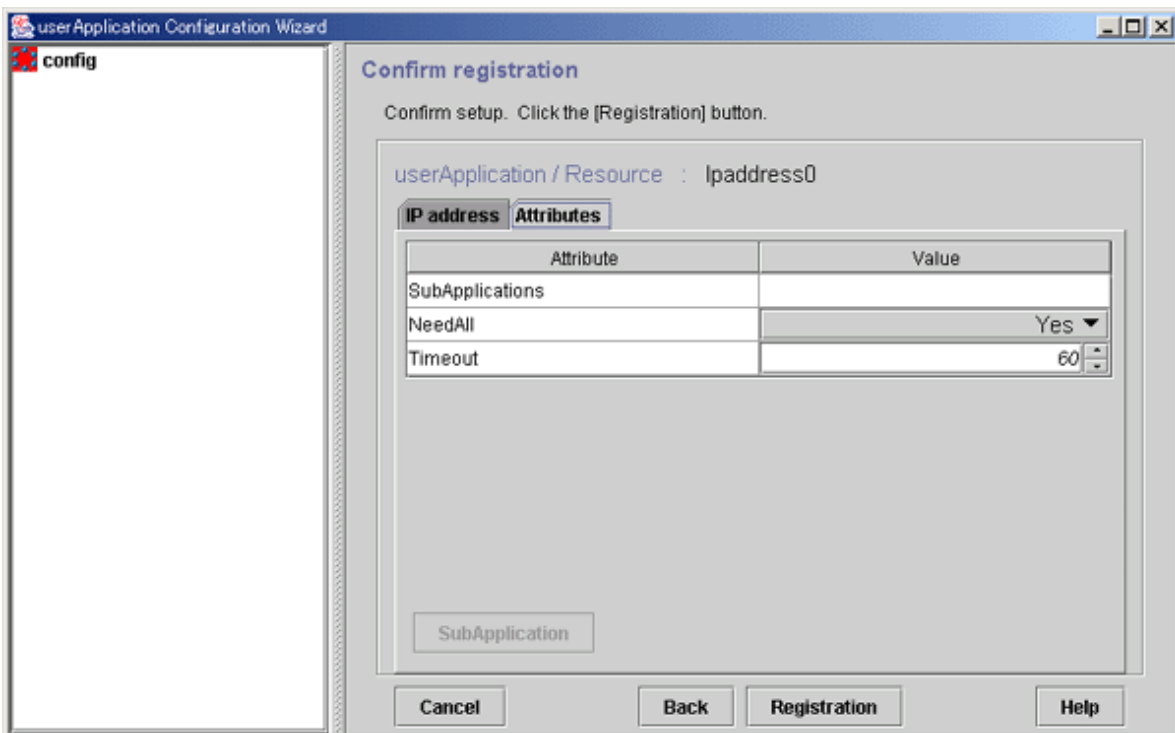 userApplication Configuration Wizard
config
Confirm registration
Confirm setup. Click the [Registration] button.
userApplication / Resource : Ipaddress0
IP address Attributes
Attribute Value
SubApplications
NeedAll Yes
Timeout 60
SubApplication
Cancel Back Registration Help